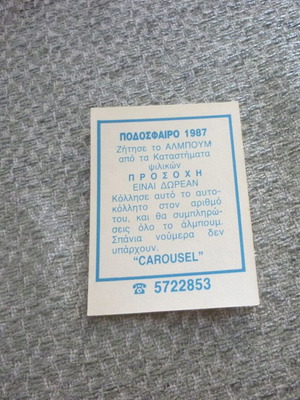 ΠΟΔΟΣΦΑΙΡΟ 1987
Ζήτησε το ΑΛΜΠΟΥΜ
από τα Καταστήματα
ψιλικών
ΠΡΟΣΟΧΗ
ΕΙΝΑΙ ΔΩΡΕΑΝ
Κόλλησε αυτό το αυτο-
κόλλητο στον αριθμό
του, και θα συμπληρώ-
σεις όλο το άλμπουμ.
Σπάνια νούμερα δεν
υπάρχουν.
"CAROUSEL"
☎ 5722853